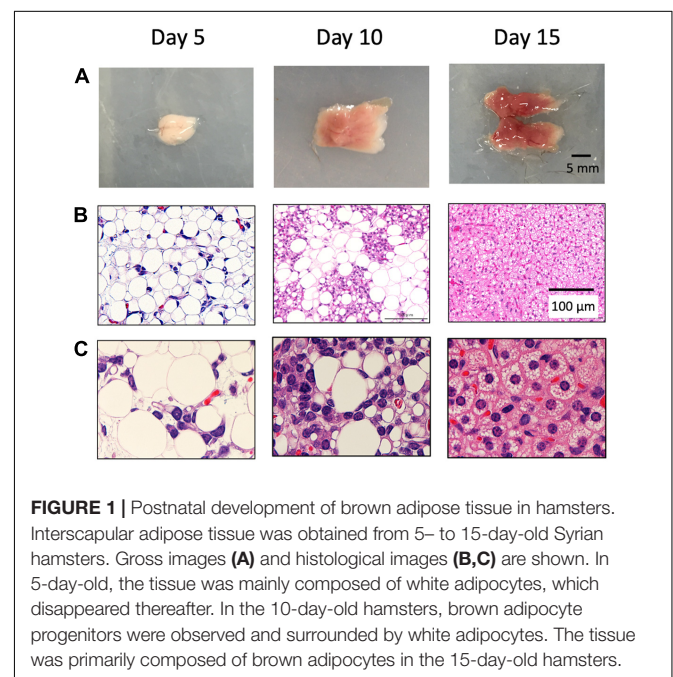 Day 5
Day 10
Day 15
A
5 mm
B
100 µm
C
FIGURE 1 | Postnatal development of brown adipose tissue in hamsters.
Interscapular adipose tissue was obtained from 5– to 15-day-old Syrian
hamsters. Gross images (A) and histological images (B,C) are shown. In
5-day-old, the tissue was mainly composed of white adipocytes, which
disappeared thereafter. In the 10-day-old hamsters, brown adipocyte
progenitors were observed and surrounded by white adipocytes. The tissue
was primarily composed of brown adipocytes in the 15-day-old hamsters.